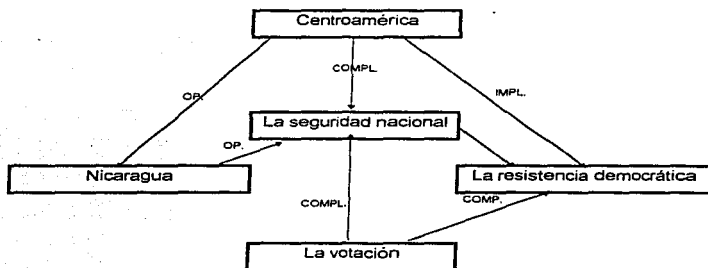 Centroamérica
COMPL.
OP.
IMPL.
La seguridad nacional
OP.
Nicaragua
La resistencia democrática
COMPL.
COMP.
La votación